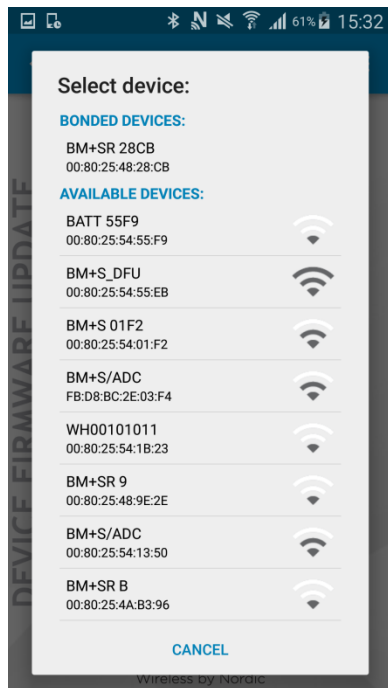 61% 15:32
Select device:
BONDED DEVICES:
BM+SR 28CB
00:80:25:48:28:CB
AVAILABLE DEVICES:
BATT 55F9
00:80:25:54:55:F9
BM+S_DFU
00:80:25:54:55:EB
BM+S 01F2
00:80:25:54:01:F2
BM+S/ADC
FB:D8:BC:2E:03:F4
WH00101011
00:80:25:54:1B:23
BM+SR 9
00:80:25:48:9E:2E
BM+S/ADC
00:80:25:54:13:50
BM+SR B
00:80:25:4A:B3:96
CANCEL
DEVICE FIRMWARE UPDATE
Wireless by Nordic